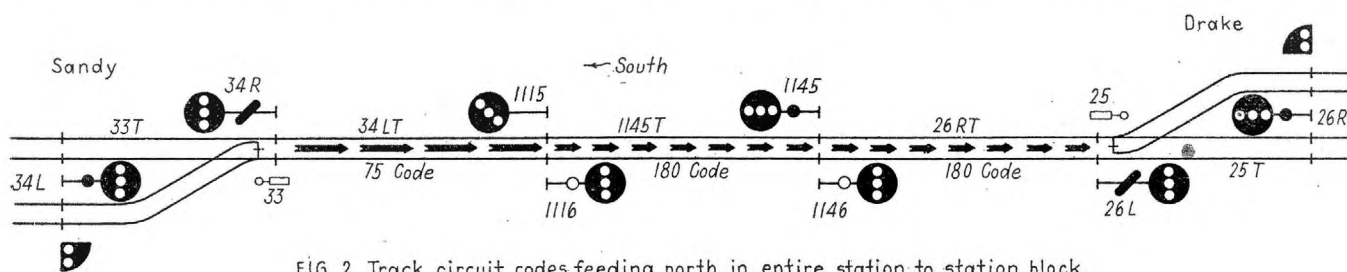 Drake
Sandy
← South
34R
1115
1145
25
26R
33T
34LT
1145T
26RT
34L
75 Code
180 Code
180 Code
25T
33
1116
1146
26L
FIG. 2 Track circuit codes feeding north in entire station to station block